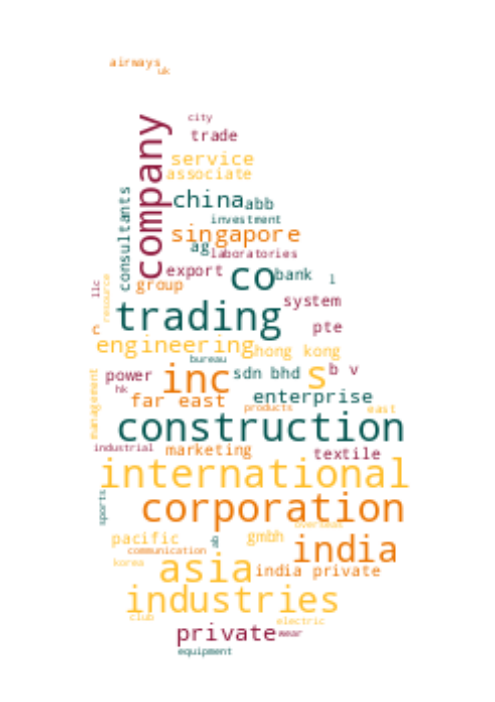 airways
uk
city
trade
company
service
associate
consultants
china
abb
investment
singapore
ag
laboratories
export
co
bank
l
llc
resource
group
system
trading
c
pte
engineering
hong kong
bureau
power
inc
sdn bhd
s
b v
hk
management
far east
enterprise
products
east
construction
industrial
marketing
textile
international
sports
corporation
overseas
pacific
gmbh
communication
india
korea
asia
india private
industries
club
electric
private
wear
equipment